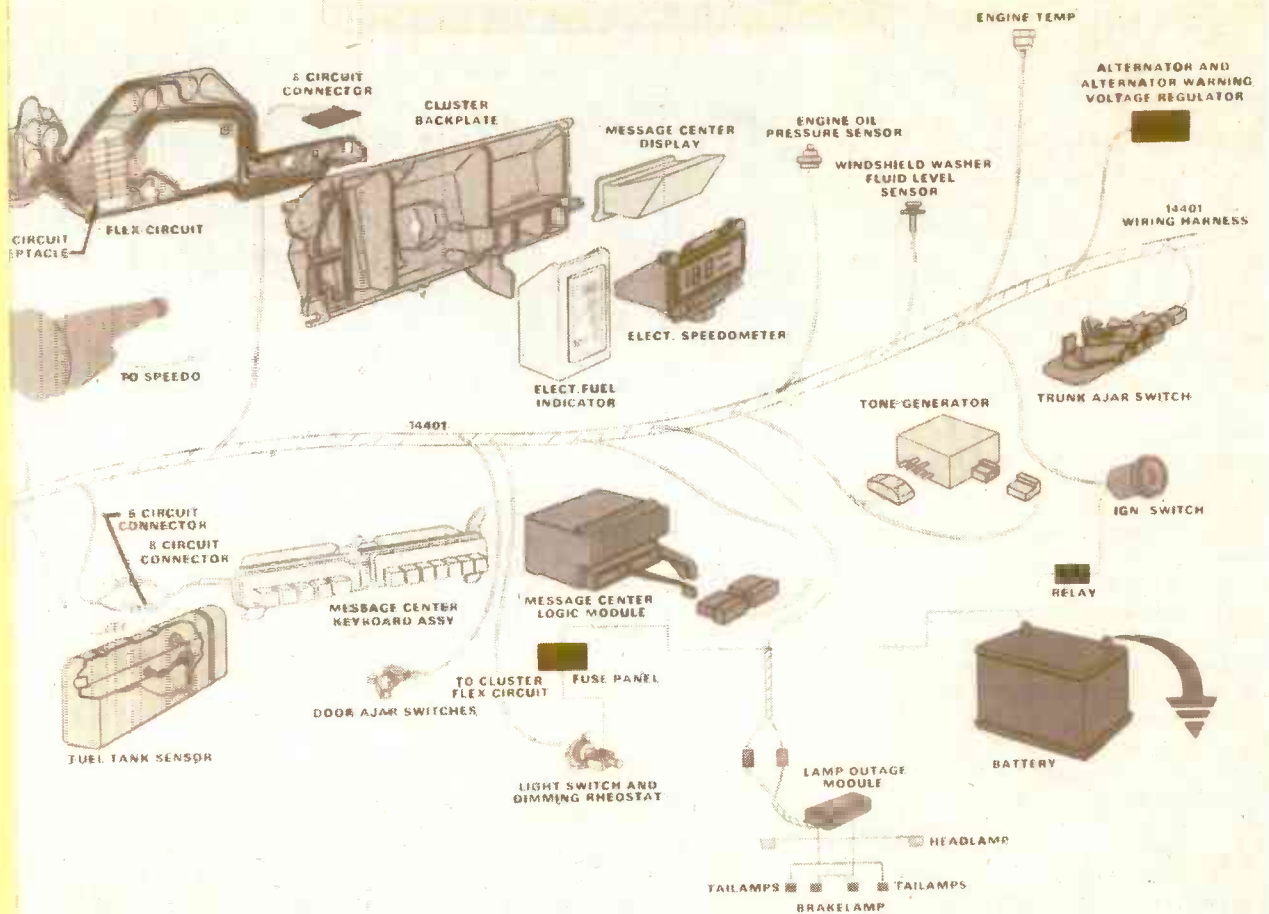 ENGINE TEMP
ALTERNATOR AND
ALTERNATOR WARNING
VOLTAGE REGULATOR
8 CIRCUIT
CONNECTOR
CLUSTER
BACKPLATE
MESSAGE CENTER
DISPLAY
ENGINE OIL
PRESSURE SENSOR
WINDSHIELD WASHER
FLUID LEVEL
SENSOR
14401
WIRING HARNESS
CIRCUIT
EPTACLE
FLEX CIRCUIT
TO SPEEDO
ELECT. SPEEDOMETER
ELECT. FUEL
INDICATOR
TRUNK AJAR SWITCH
TONE GENERATOR
14401
IGN. SWITCH
6 CIRCUIT
CONNECTOR
8 CIRCUIT
CONNECTOR
RELAY
MESSAGE CENTER
KEYBOARD ASSY
MESSAGE CENTER
LOGIC MODULE
TO CLUSTER
FLEX CIRCUIT
FUSE PANEL
DOOR AJAR SWITCHES
FUEL TANK SENSOR
LIGHT SWITCH AND
DIMMING RHEOSTAT
LAMP OUTAGE
MODULE
BATTERY
HEADLAMP
TAILAMPS
TAILAMPS
BRAKELAMP